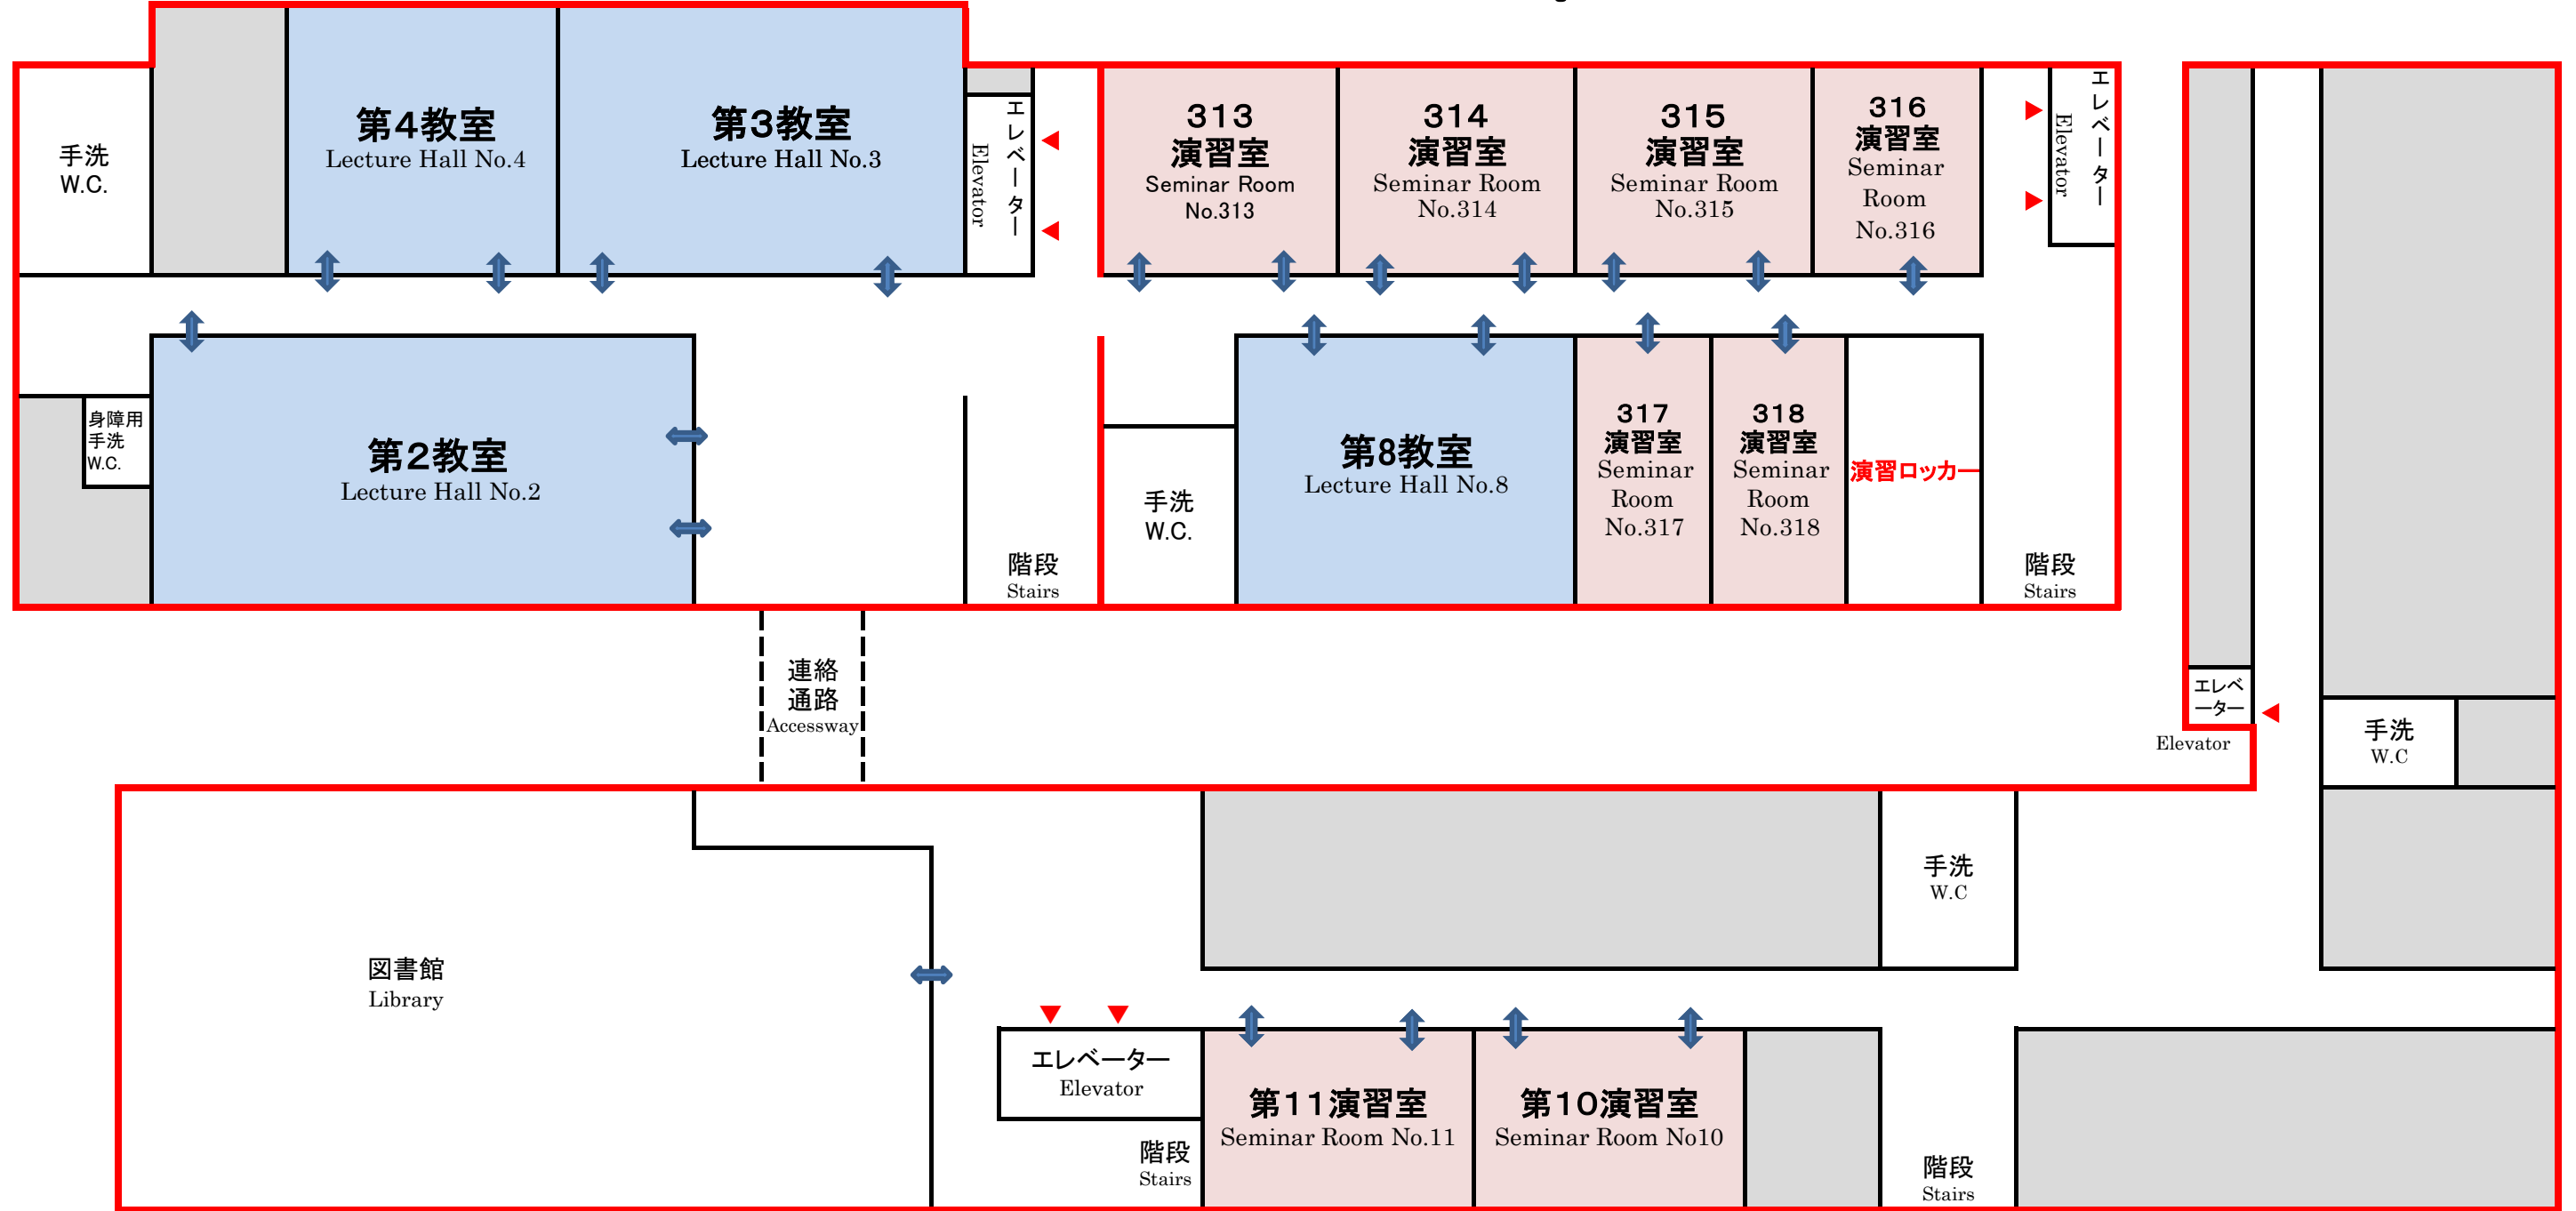 手洗
W.C.
第4教室
Lecture Hall No.4
第3教室
Lecture Hall No.3
エレベーター
Elevator
313
演習室
Seminar Room
No.313
314
演習室
Seminar Room
No.314
315
演習室
Seminar Room
No.315
316
演習室
Seminar
Room
No.316
エレベーター
Elevator
身障用
手洗
W.C.
第2教室
Lecture Hall No.2
階段
Stairs
手洗
W.C.
第8教室
Lecture Hall No.8
317
演習室
Seminar
Room
No.317
318
演習室
Seminar
Room
No.318
演習ロッカー
階段
Stairs
連絡
通路
Accessway
エレベ
ーター
Elevator
手洗
W.C
手洗
W.C
図書館
Library
エレベーター
Elevator
階段
Stairs
第11演習室
Seminar Room No.11
第10演習室
Seminar Room No10
階段
Stairs